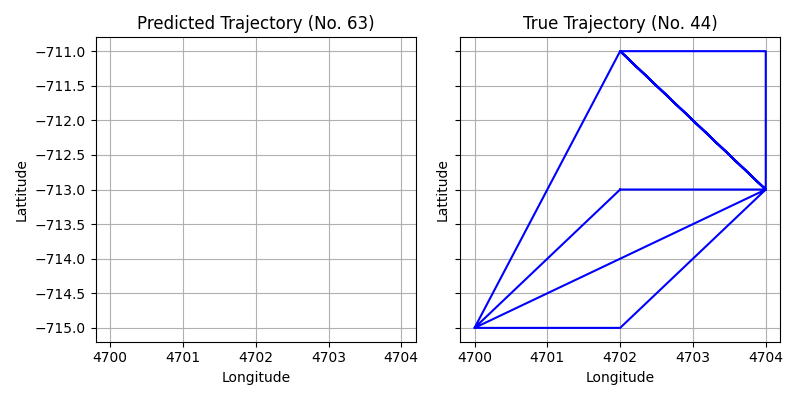 Predicted Trajectory (No. 63)
True Trajectory (No. 44)
−711.0
−711.5
−712.0
−712.5
−713.0
−713.5
−714.0
−714.5
−715.0
Lattitude
Lattitude
4700 4701 4702 4703 4704
4700 4701 4702 4703 4704
Longitude
Longitude